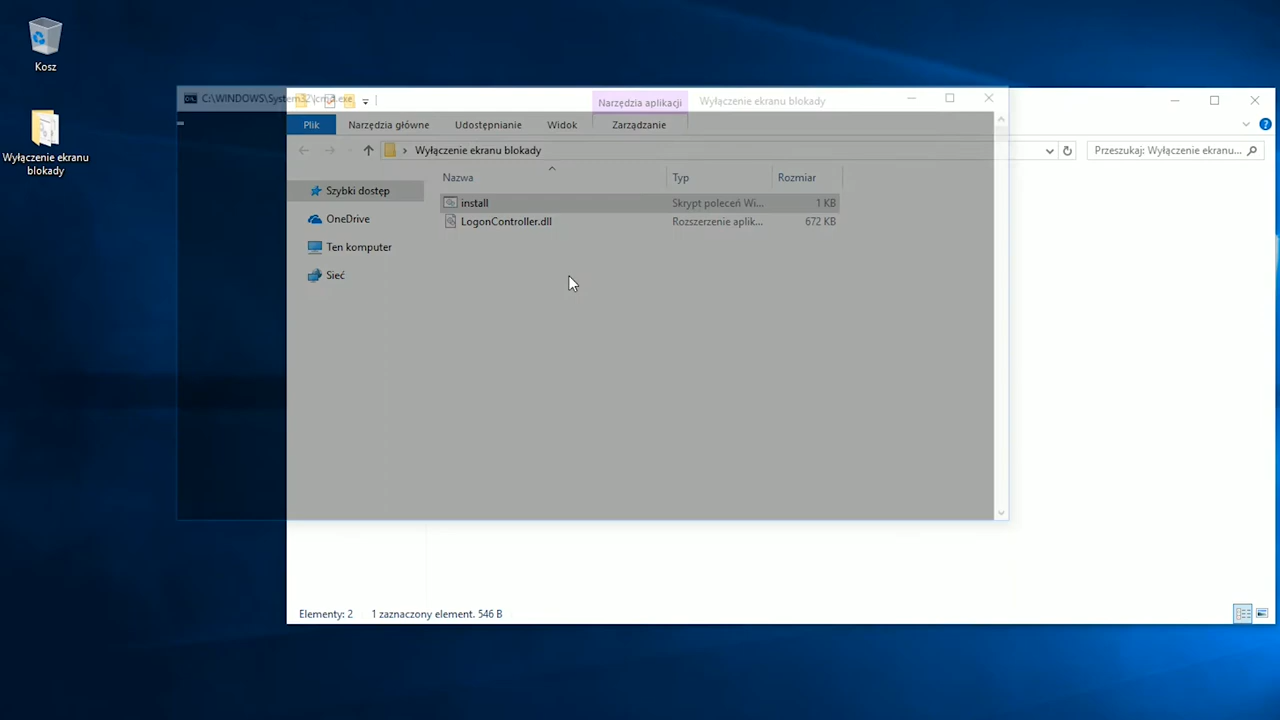 Kosz
Wyłączenie ekranu
blokady
C:\WINDOWS\System32\cmd.exe
Narzędzia aplikacji
Wyłączenie ekranu blokady
Plik
Narzędzia główne
Udostępnianie
Widok
Zarządzanie
Wyłączenie ekranu blokady
Przeszukaj: Wyłączenie ekranu...
Nazwa
Typ
Rozmiar
Szybki dostęp
OneDrive
Ten komputer
Sieć
install
Skrypt poleceń Wi...
1 KB
LogonController.dll
Rozszerzenie aplik...
672 KB
Elementy: 2
1 zaznaczony element. 546 B